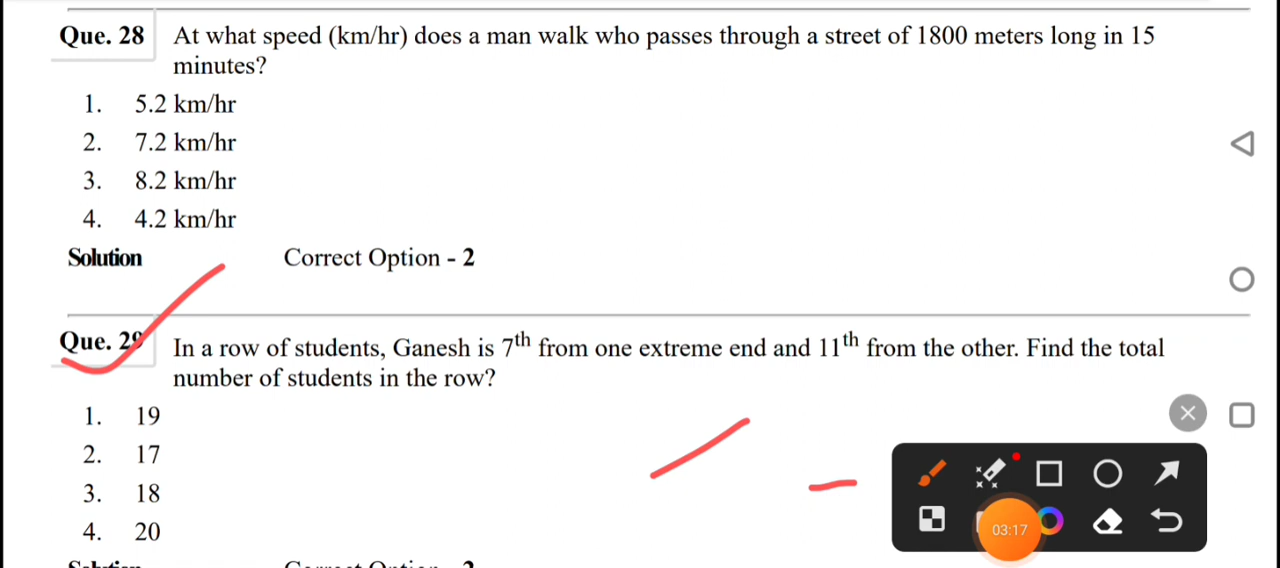 Que. 28 At what speed (km/hr) does a man walk who passes through a street of 1800 meters long in 15
minutes?
1. 5.2 km/hr
2. 7.2 km/hr
3. 8.2 km/hr
4. 4.2 km/hr
Solution Correct Option - 2
Que. 29 In a row of students, Ganesh is 7th from one extreme end and 11th from the other. Find the total
number of students in the row?
1. 19
2. 17
3. 18
4. 20
03:17